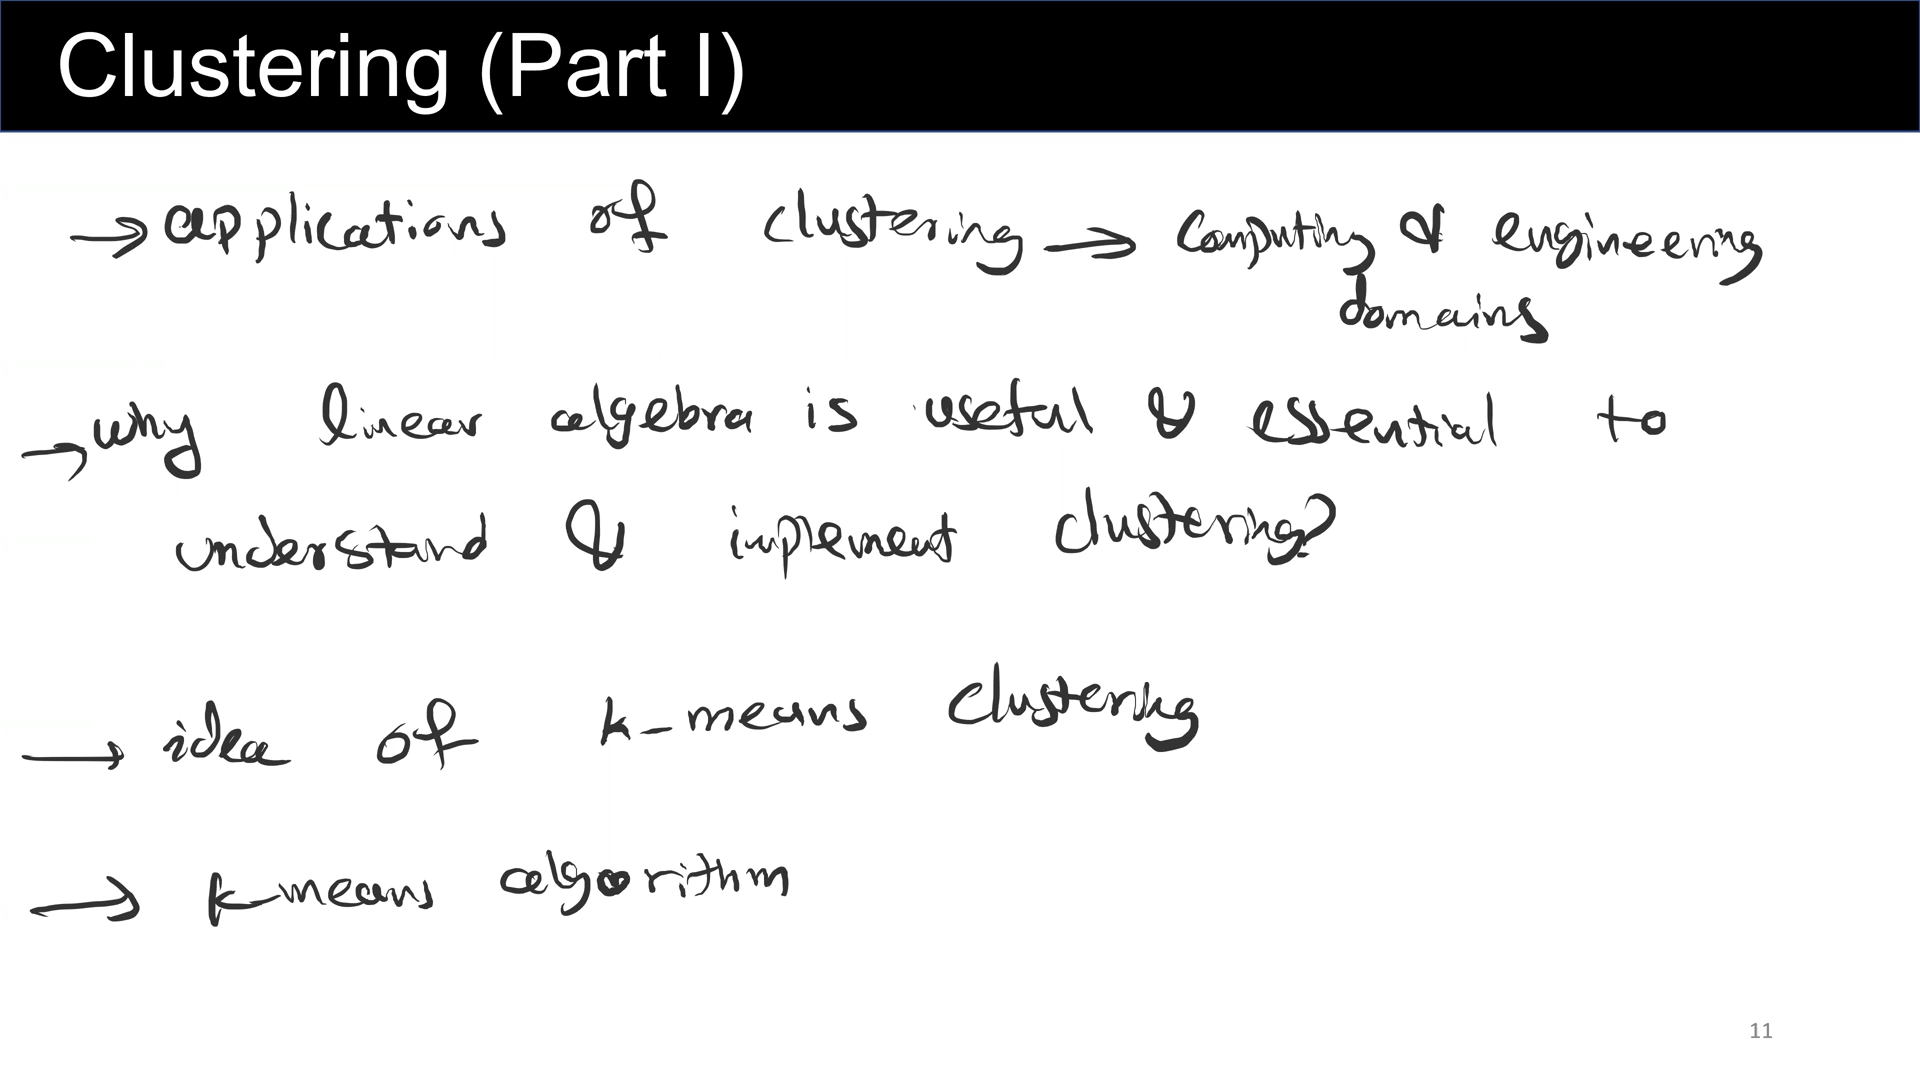 Clustering (Part I)
→ applications of clustering → Computing & engineering
domains
→ why linear algebra is useful & essential to
understand & implement clustering?
→ idea of k-means clustering
→ k-means algorithm
11